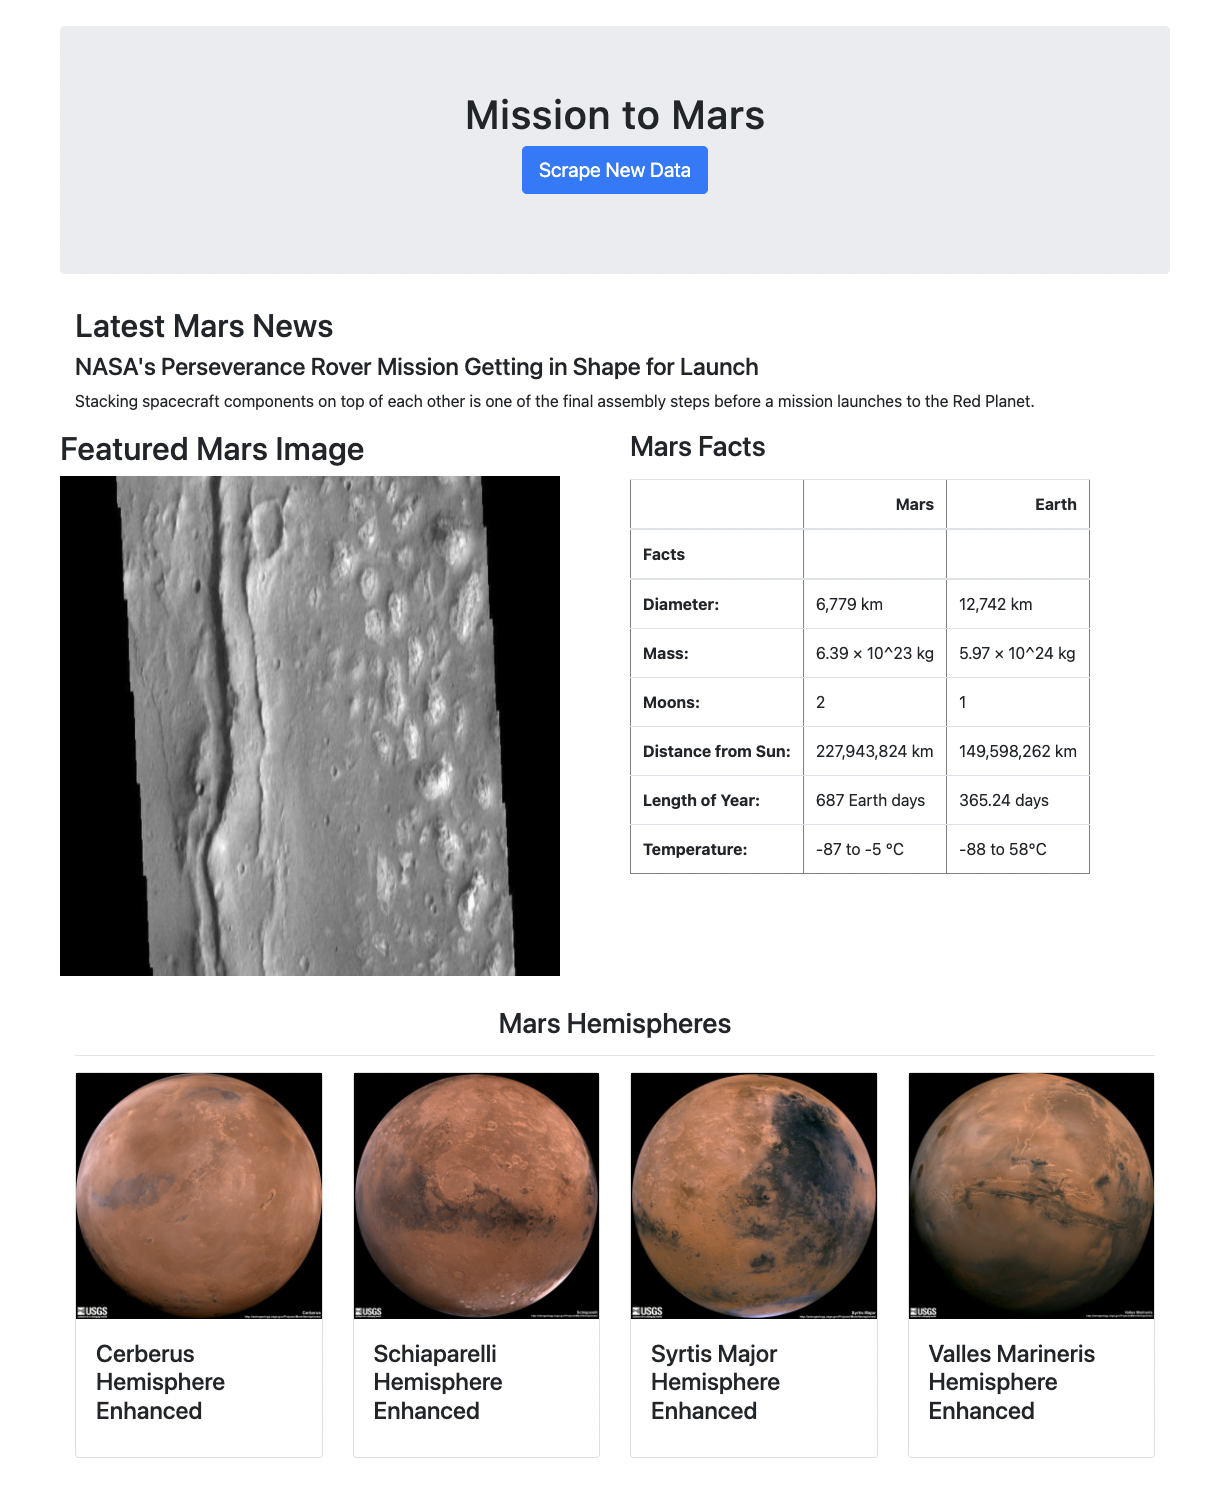 Mission to Mars
Scrape New Data
Latest Mars News
NASA's Perseverance Rover Mission Getting in Shape for Launch
Stacking spacecraft components on top of each other is one of the final assembly steps before a mission launches to the Red Planet.
Featured Mars Image
Mars Facts
Mars Earth
Facts
Diameter: 6,779 km 12,742 km
Mass: 6.39 × 10^23 kg 5.97 × 10^24 kg
Moons: 2 1
Distance from Sun: 227,943,824 km 149,598,262 km
Length of Year: 687 Earth days 365.24 days
Temperature: -87 to -5 °C -88 to 58°C
Mars Hemispheres
USGS Cerberus
USGS Schiaparelli
USGS Syrtis Major
USGS Valles Marineris
Cerberus
Hemisphere
Enhanced
Schiaparelli
Hemisphere
Enhanced
Syrtis Major
Hemisphere
Enhanced
Valles Marineris
Hemisphere
Enhanced